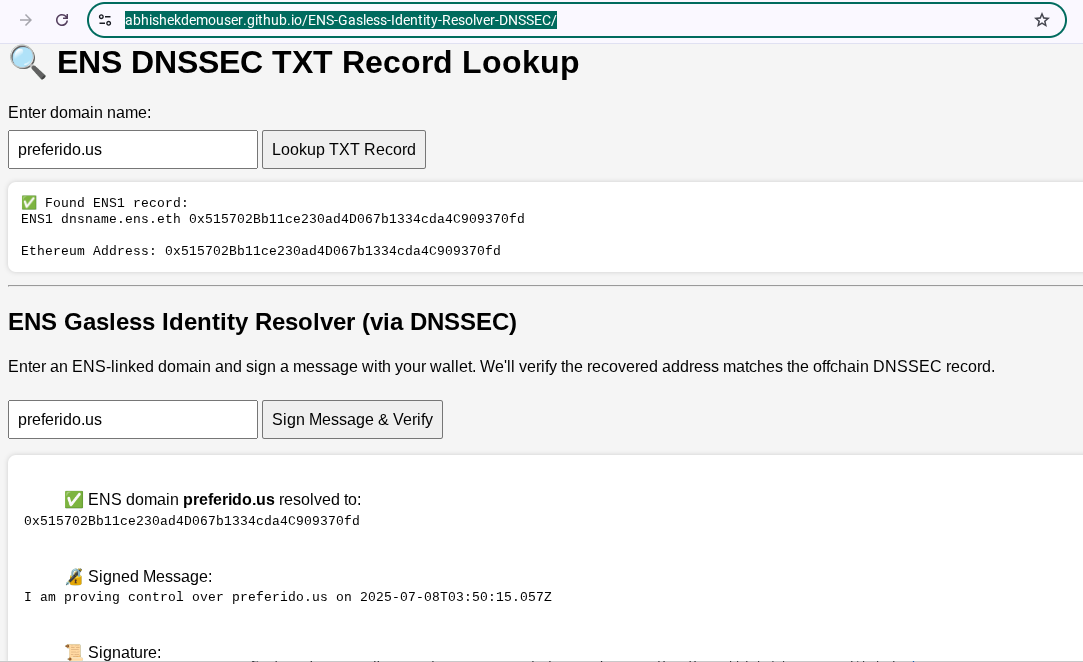 abhishekdemouser.github.io/ENS-Gasless-Identity-Resolver-DNSSEC/
🔍 ENS DNSSEC TXT Record Lookup
Enter domain name:
preferido.us Lookup TXT Record
✅ Found ENS1 record:
ENS1 dnsname.ens.eth 0x515702Bb11ce230ad4D067b1334cda4C909370fd
Ethereum Address: 0x515702Bb11ce230ad4D067b1334cda4C909370fd
ENS Gasless Identity Resolver (via DNSSEC)
Enter an ENS-linked domain and sign a message with your wallet. We'll verify the recovered address matches the offchain DNSSEC record.
preferido.us Sign Message & Verify
✅ ENS domain preferido.us resolved to:
0x515702Bb11ce230ad4D067b1334cda4C909370fd
🔏 Signed Message:
I am proving control over preferido.us on 2025-07-08T03:50:15.057Z
📜 Signature: